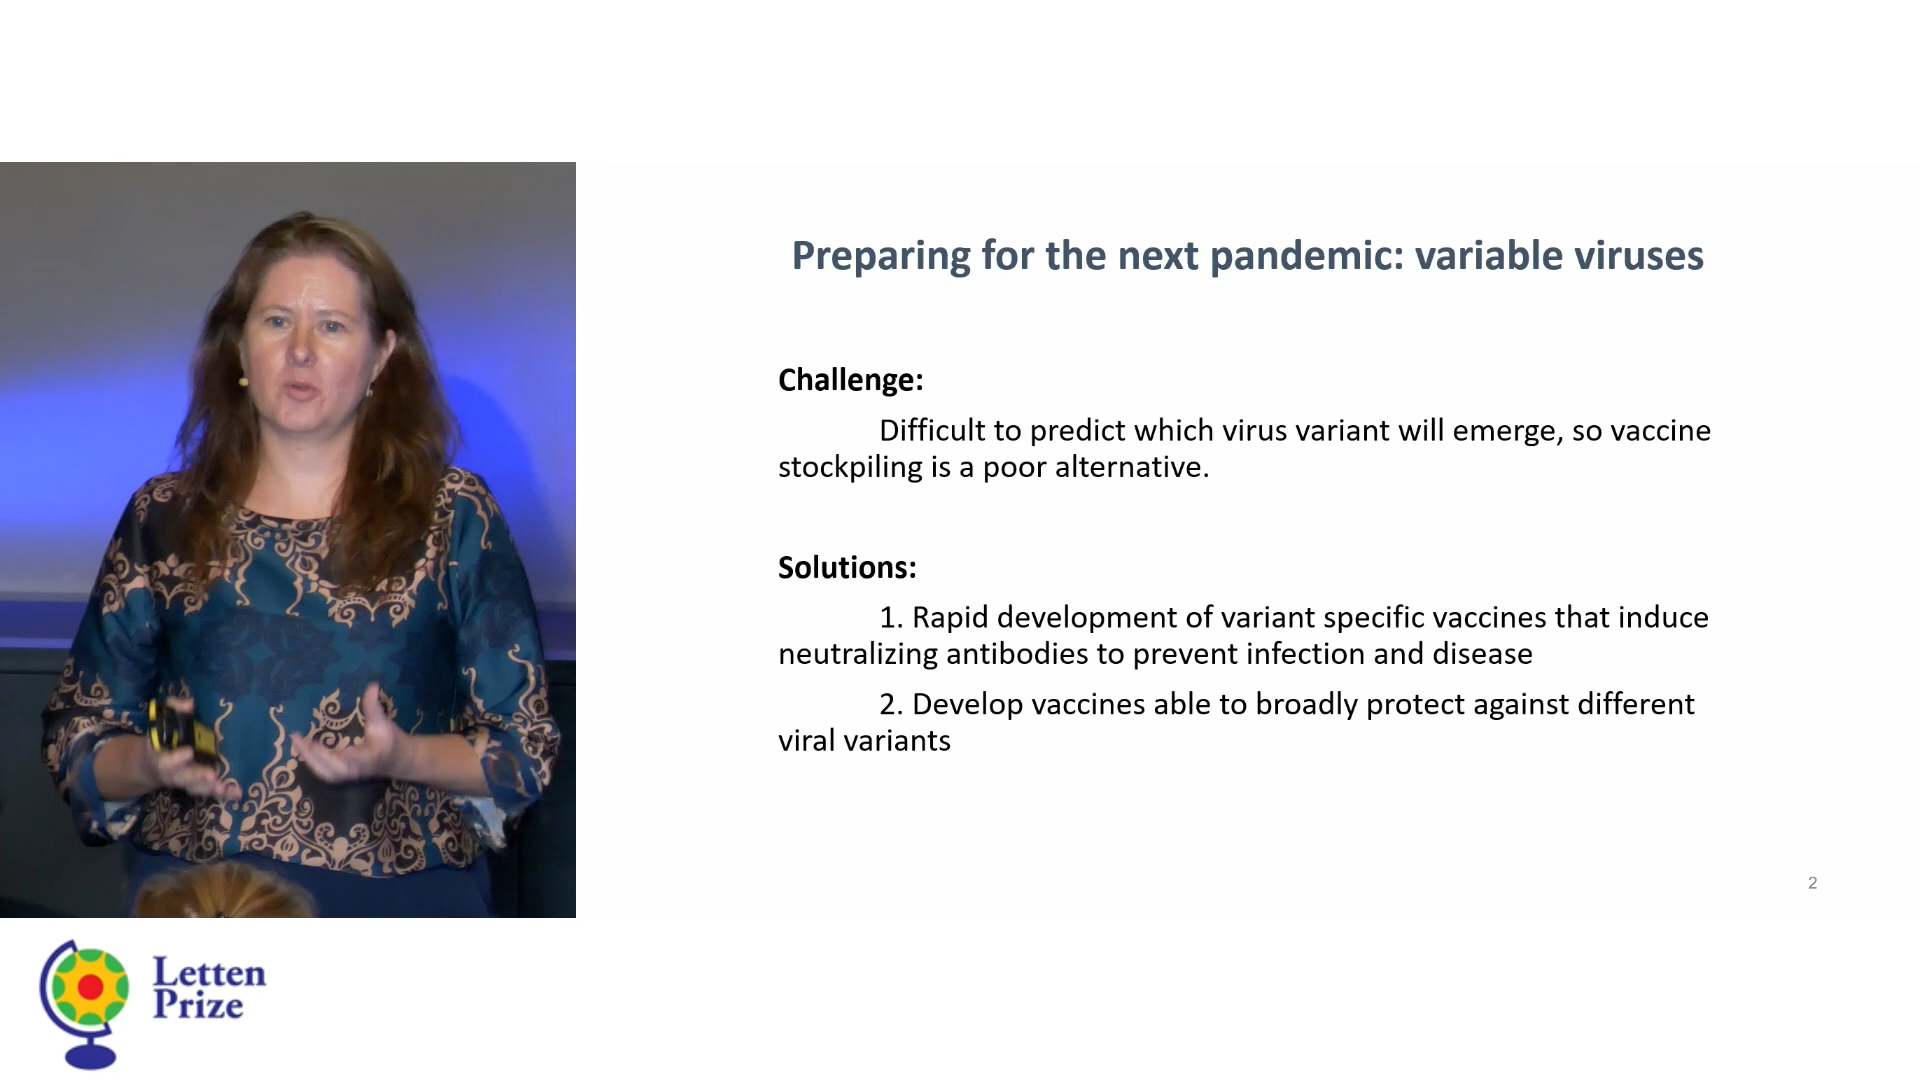 Preparing for the next pandemic: variable viruses
Challenge:
Difficult to predict which virus variant will emerge, so vaccine
stockpiling is a poor alternative.
Solutions:
1. Rapid development of variant specific vaccines that induce
neutralizing antibodies to prevent infection and disease
2. Develop vaccines able to broadly protect against different
viral variants
2
Letten
Prize